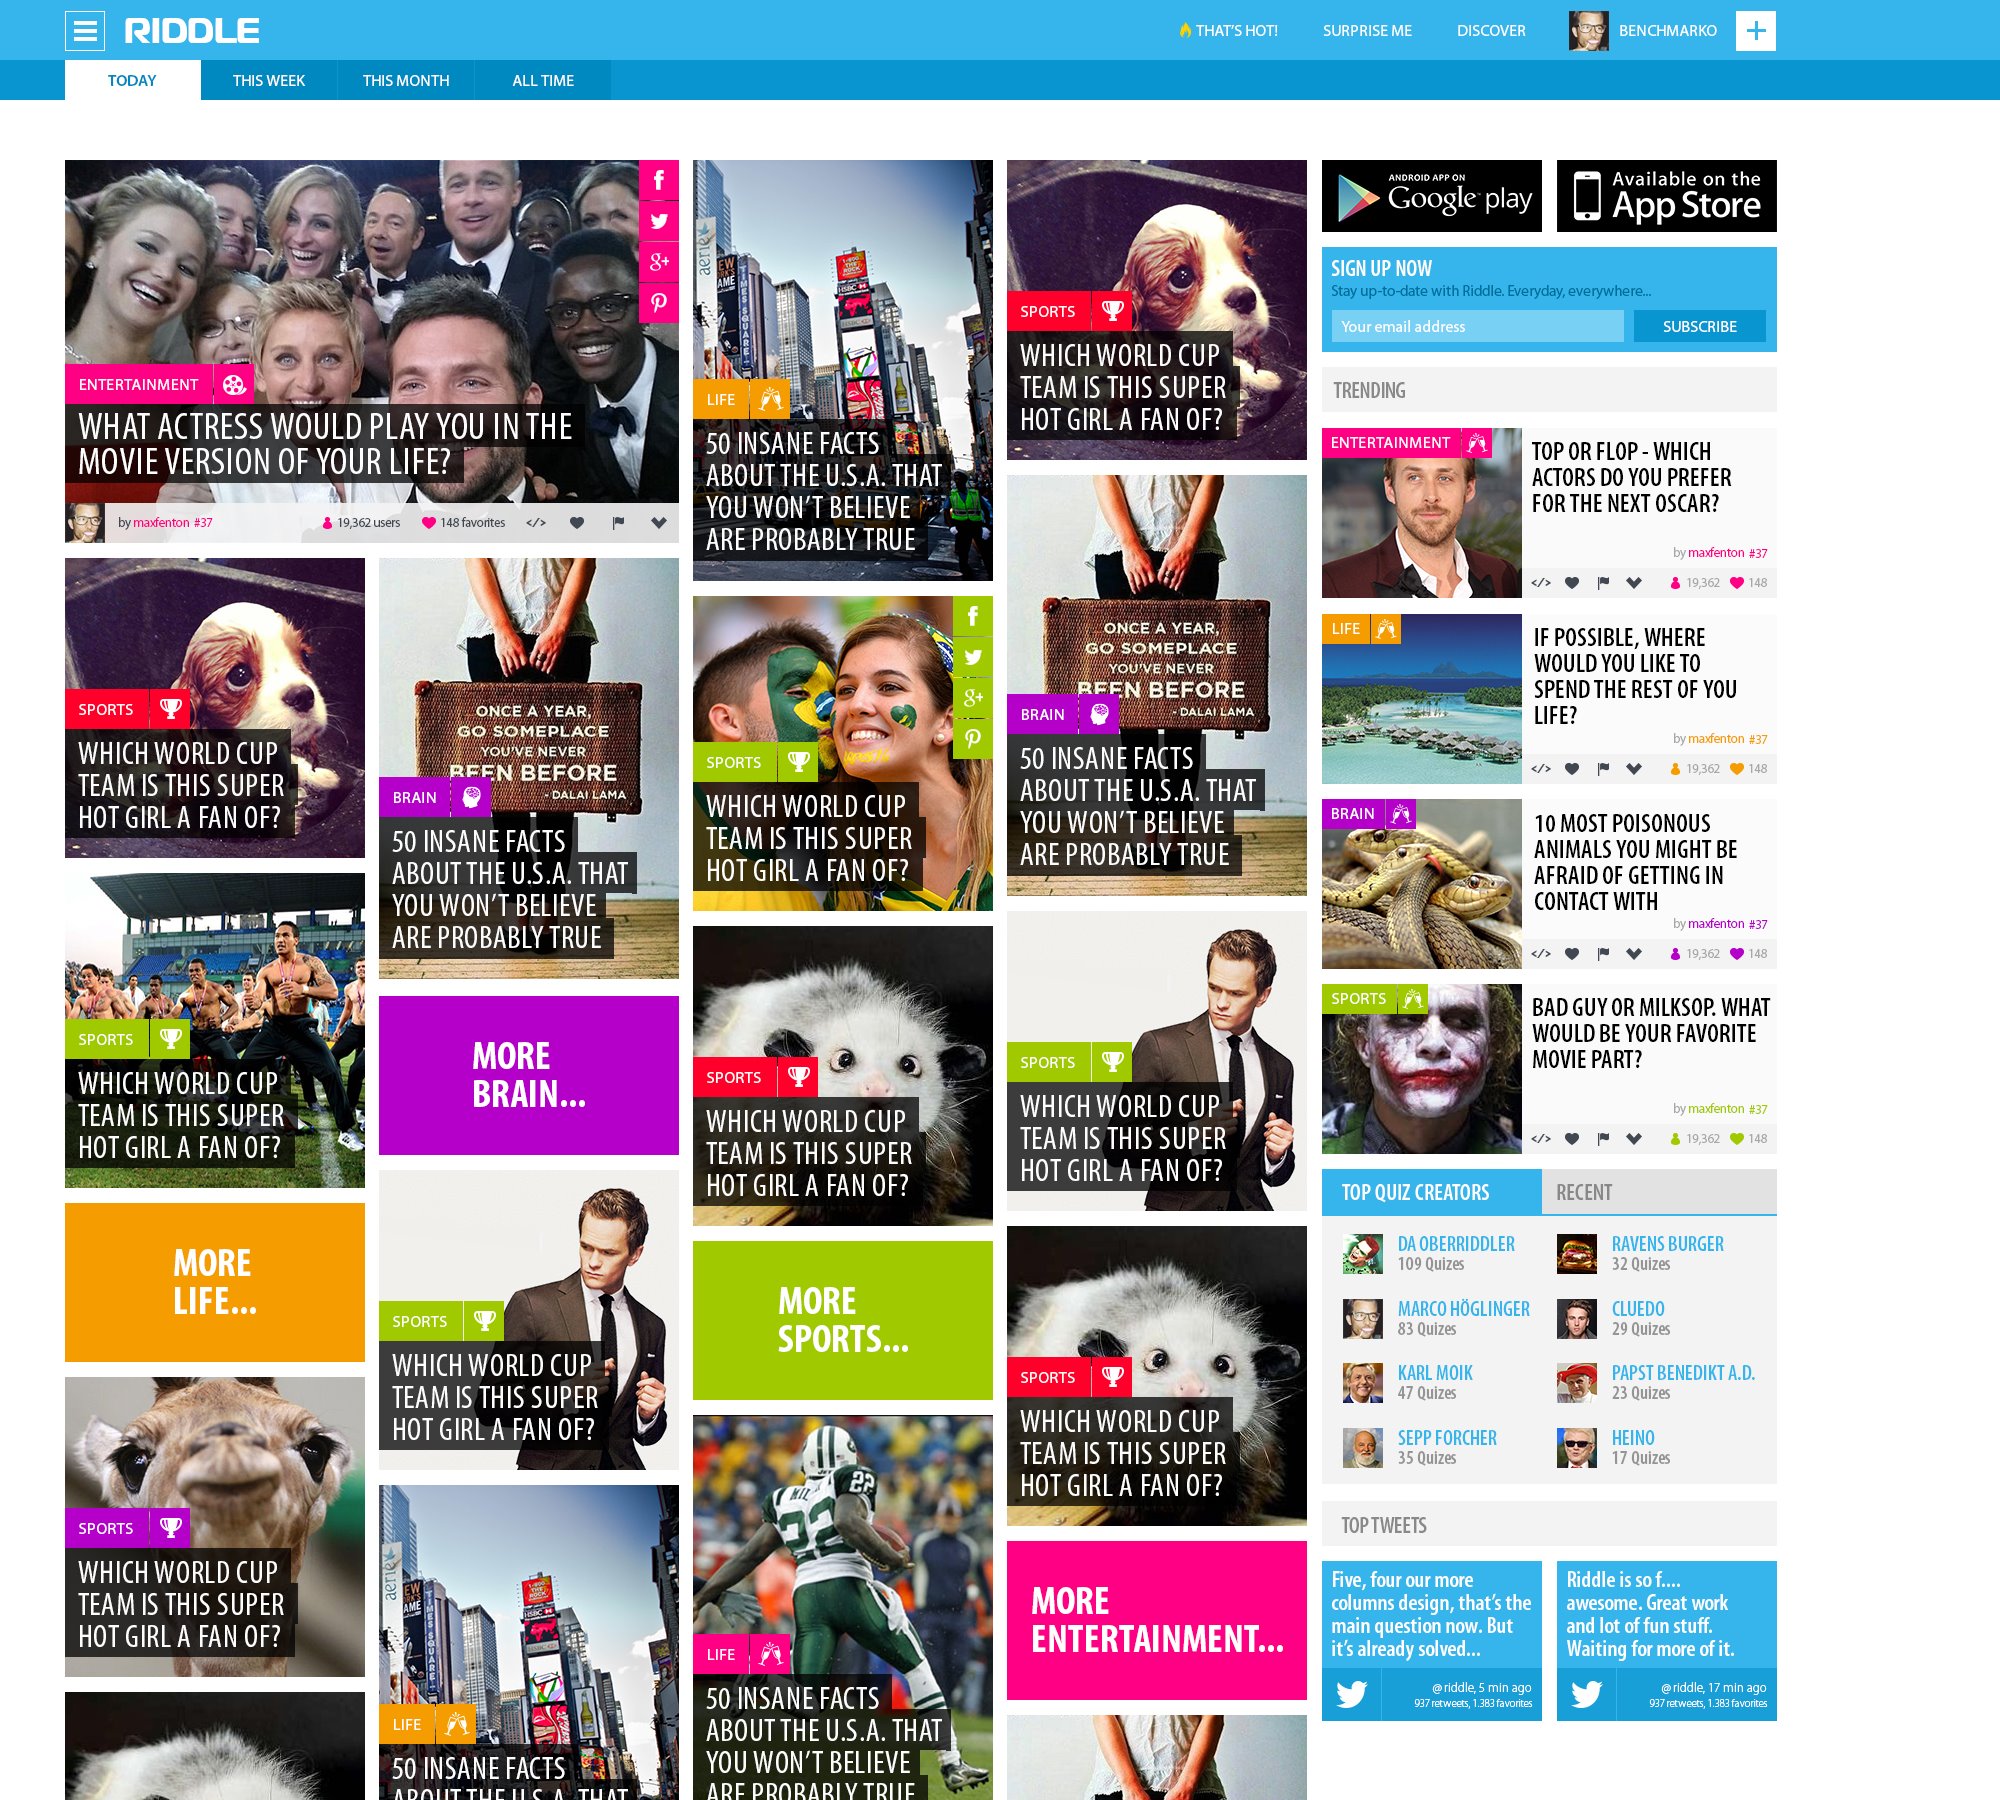 RIDDLE
THAT'S HOT!
SURPRISE ME
DISCOVER
BENCHMARKO
TODAY
THIS WEEK
THIS MONTH
ALL TIME
ENTERTAINMENT
WHAT ACTRESS WOULD PLAY YOU IN THE
MOVIE VERSION OF YOUR LIFE?
by maxfenton #37
19,362 users
148 favorites
SPORTS
WHICH WORLD CUP
TEAM IS THIS SUPER
HOT GIRL A FAN OF?
SPORTS
WHICH WORLD CUP
TEAM IS THIS SUPER
HOT GIRL A FAN OF?
MORE
LIFE...
SPORTS
WHICH WORLD CUP
TEAM IS THIS SUPER
HOT GIRL A FAN OF?
ONCE A YEAR,
GO SOMEPLACE
YOU'VE NEVER
BEEN BEFORE
- DALAI LAMA
BRAIN
50 INSANE FACTS
ABOUT THE U.S.A. THAT
YOU WON'T BELIEVE
ARE PROBABLY TRUE
MORE
BRAIN...
SPORTS
WHICH WORLD CUP
TEAM IS THIS SUPER
HOT GIRL A FAN OF?
aerie
TIMES SQUARE
HSBC
LIFE
50 INSANE FACTS
ABOUT THE U.S.A. THAT
aerie
TIMES SQUARE
HSBC
LIFE
50 INSANE FACTS
ABOUT THE U.S.A. THAT
YOU WON'T BELIEVE
ARE PROBABLY TRUE
SPORTS
WHICH WORLD CUP
TEAM IS THIS SUPER
HOT GIRL A FAN OF?
SPORTS
WHICH WORLD CUP
TEAM IS THIS SUPER
HOT GIRL A FAN OF?
MORE
SPORTS...
22
22
LIFE
50 INSANE FACTS
ABOUT THE U.S.A. THAT
YOU WON'T BELIEVE
ARE PROBABLY TRUE
SPORTS
WHICH WORLD CUP
TEAM IS THIS SUPER
HOT GIRL A FAN OF?
ONCE A YEAR,
GO SOMEPLACE
YOU'VE NEVER
BEEN BEFORE
- DALAI LAMA
BRAIN
50 INSANE FACTS
ABOUT THE U.S.A. THAT
YOU WON'T BELIEVE
ARE PROBABLY TRUE
SPORTS
WHICH WORLD CUP
TEAM IS THIS SUPER
HOT GIRL A FAN OF?
SPORTS
WHICH WORLD CUP
TEAM IS THIS SUPER
HOT GIRL A FAN OF?
MORE
ENTERTAINMENT...
ANDROID APP ON
Google play
Available on the
App Store
SIGN UP NOW
Stay up-to-date with Riddle. Everyday, everywhere...
Your email address
SUBSCRIBE
TRENDING
ENTERTAINMENT
TOP OR FLOP - WHICH
ACTORS DO YOU PREFER
FOR THE NEXT OSCAR?
by maxfenton #37
19,362
148
LIFE
IF POSSIBLE, WHERE
WOULD YOU LIKE TO
SPEND THE REST OF YOU
LIFE?
by maxfenton #37
19,362
148
BRAIN
10 MOST POISONOUS
ANIMALS YOU MIGHT BE
AFRAID OF GETTING IN
CONTACT WITH
by maxfenton #37
19,362
148
SPORTS
BAD GUY OR MILKSOP. WHAT
WOULD BE YOUR FAVORITE
MOVIE PART?
by maxfenton #37
19,362
148
TOP QUIZ CREATORS
RECENT
DA OBERRIDDLER
109 Quizes
RAVENS BURGER
32 Quizes
MARCO HÖGLINGER
83 Quizes
CLUEDO
29 Quizes
KARL MOIK
47 Quizes
PAPST BENEDIKT A.D.
23 Quizes
SEPP FORCHER
35 Quizes
HEINO
17 Quizes
TOP TWEETS
Five, four our more
columns design, that's the
main question now. But
it's already solved...
@riddle, 5 min ago
937 retweets, 1.383 favorites
Riddle is so f....
awesome. Great work
and lot of fun stuff.
Waiting for more of it.
@riddle, 17 min ago
937 retweets, 1.383 favorites